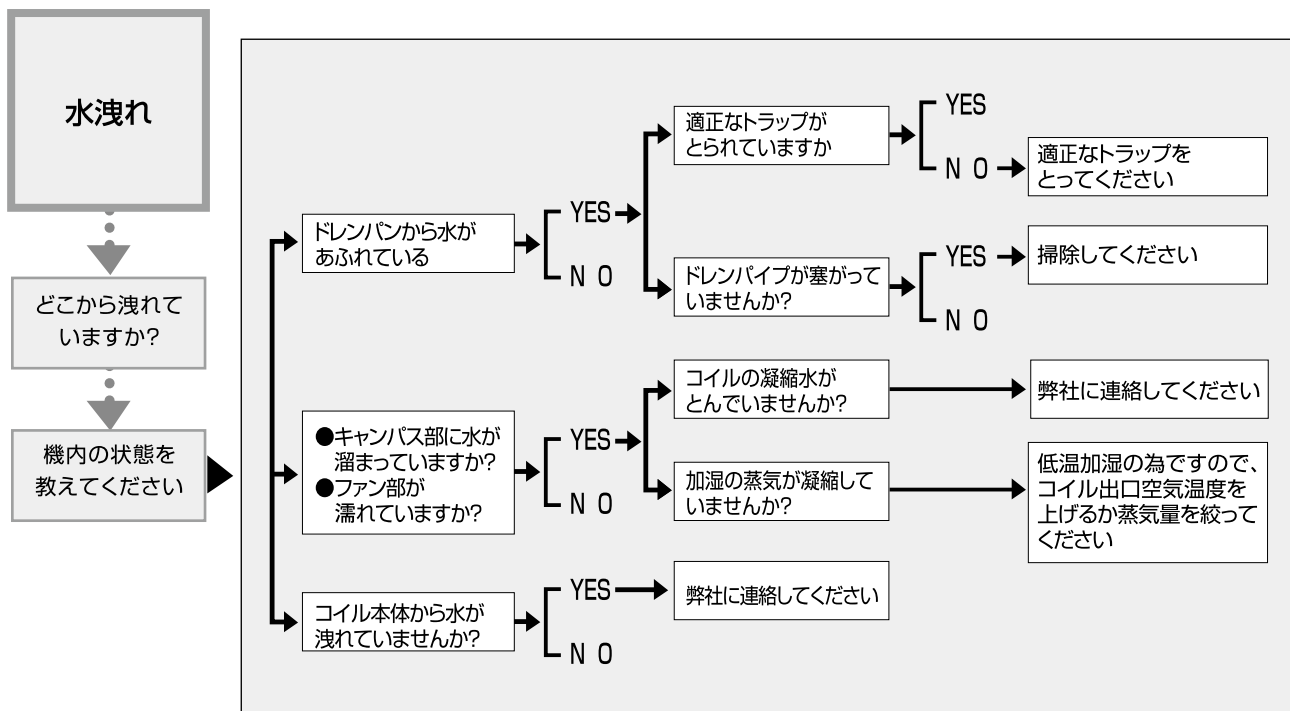 水洩れ
どこから洩れて
いますか?
機内の状態を
教えてください
ドレンパンから水が
あふれている
YES
N O
適正なトラップが
とられていますか
YES
N O
適正なトラップを
とってください
ドレンパイプが塞がって
いませんか?
YES
掃除してください
N O
●キャンパス部に水が
溜まっていますか?
●ファン部が
濡れていますか?
YES
N O
コイルの凝縮水が
とんでいませんか?
弊社に連絡してください
加湿の蒸気が凝縮して
いませんか?
低温加湿の為ですので、
コイル出口空気温度を
上げるか蒸気量を絞って
ください
コイル本体から水が
洩れていませんか?
YES
弊社に連絡してください
N O